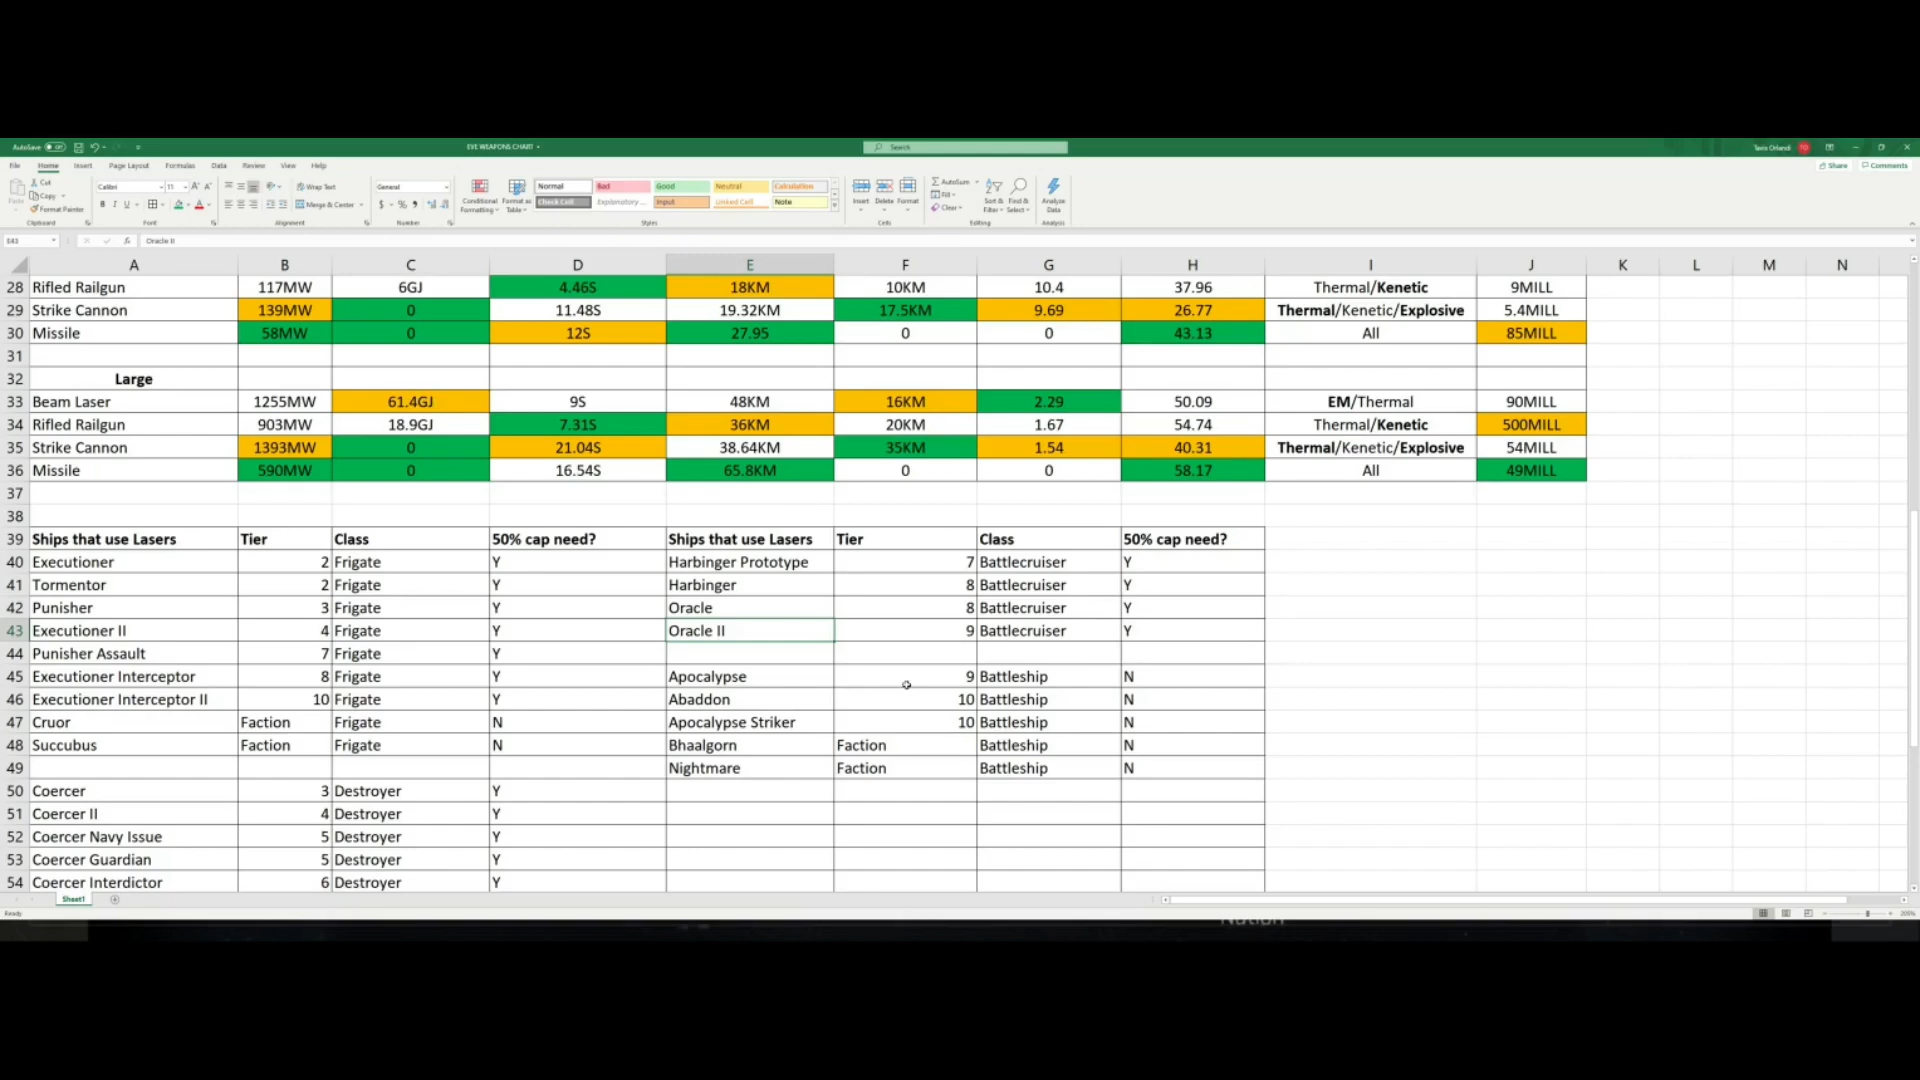 AutoSave Off EVE WEAPONS CHART Search Taxis Orlandi TO
File Home Insert Page Layout Formulas Data Review View Help Share Comments
Cut Calibri 11 Wrap Text General Normal Bad Good Neutral Calculation AutoSum
Paste Copy Conditional Format as Check Cell Explanatory ... Input Linked Cell Note Insert Delete Format Fill Sort & Find & Analyze
Format Painter B I U Merge & Center $ % Formatting Table Clear Filter Select Data
Clipboard Font Alignment Number Styles Cells Editing Analysis
E43 fx Oracle II
A B C D E F G H I J K L M N
28 Rifled Railgun 117MW 6GJ 4.46S 18KM 10KM 10.4 37.96 Thermal/Kenetic 9MILL
29 Strike Cannon 139MW 0 11.48S 19.32KM 17.5KM 9.69 26.77 Thermal/Kenetic/Explosive 5.4MILL
30 Missile 58MW 0 12S 27.95 0 0 43.13 All 85MILL
31
32 Large
33 Beam Laser 1255MW 61.4GJ 9S 48KM 16KM 2.29 50.09 EM/Thermal 90MILL
34 Rifled Railgun 903MW 18.9GJ 7.31S 36KM 20KM 1.67 54.74 Thermal/Kenetic 500MILL
35 Strike Cannon 1393MW 0 21.04S 38.64KM 35KM 1.54 40.31 Thermal/Kenetic/Explosive 54MILL
36 Missile 590MW 0 16.54S 65.8KM 0 0 58.17 All 49MILL
37
38
39 Ships that use Lasers Tier Class 50% cap need? Ships that use Lasers Tier Class 50% cap need?
40 Executioner 2 Frigate Y Harbinger Prototype 7 Battlecruiser Y
41 Tormentor 2 Frigate Y Harbinger 8 Battlecruiser Y
42 Punisher 3 Frigate Y Oracle 8 Battlecruiser Y
43 Executioner II 4 Frigate Y Oracle II 9 Battlecruiser Y
44 Punisher Assault 7 Frigate Y
45 Executioner Interceptor 8 Frigate Y Apocalypse 9 Battleship N
46 Executioner Interceptor II 10 Frigate Y Abaddon 10 Battleship N
47 Cruor Faction Frigate N Apocalypse Striker 10 Battleship N
48 Succubus Faction Frigate N Bhaalgorn Faction Battleship N
49 Nightmare Faction Battleship N
50 Coercer 3 Destroyer Y
51 Coercer II 4 Destroyer Y
52 Coercer Navy Issue 5 Destroyer Y
53 Coercer Guardian 5 Destroyer Y
54 Coercer Interdictor 6 Destroyer Y
Sheet1
Ready